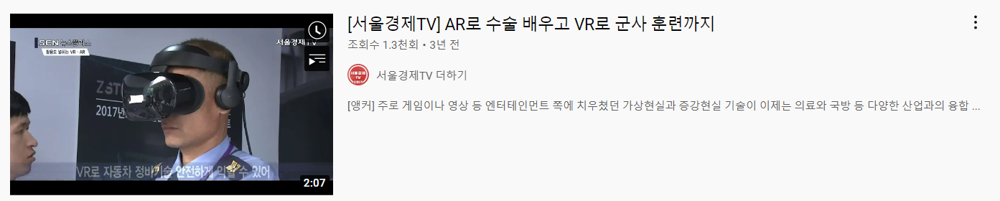 [서울경제TV] AR로 수술 배우고 VR로 군사 훈련까지
조회수 1.3천회 • 3년 전
서울경제TV 더하기
[앵커] 주로 게임이나 영상 등 엔터테인먼트 쪽에 치우쳤던 가상현실과 증강현실 기술이 이제는 의료와 국방 등 다양한 산업과의 융합 ...
SEN 뉴스플러스
활용도 넓히는 VR·AR
서울경제TV
2017년
VR로 자동차 정비기술 안전하게 익힐 수 있어
2:07